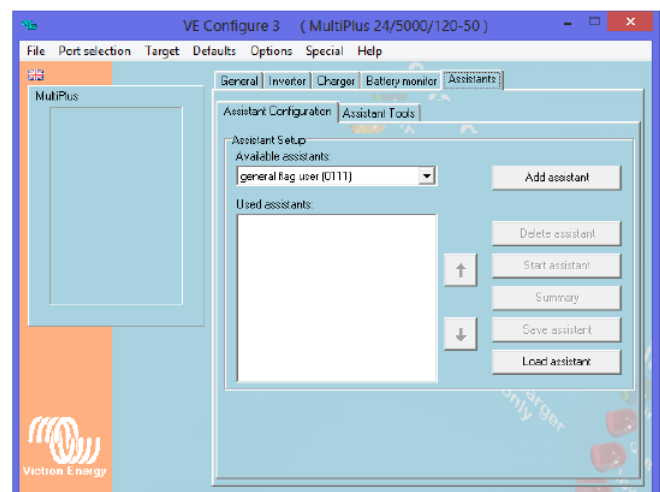 VE Configure 3 ( MultiPlus 24/5000/120-50 )
File Port selection Target Defaults Options Special Help
General Inverter Charger Battery monitor Assistants
MultiPlus
Assistant Configuration Assistant Tools
Assistant Setup
Available assistants:
general flag user (0111)
Add assistant
Used assistants:
Delete assistant
Start assistant
Summary
Save assistant
Load assistant
charger
only
Victron Energy